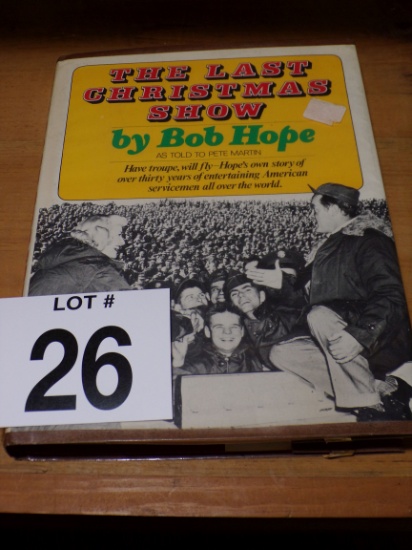 THE LAST
CHRISTMAS
SHOW
by Bob Hope
AS TOLD TO PETE MARTIN
Have troupe, will fly—Hope's own story of
over thirty years of entertaining American
servicemen all over the world.
LOT #
26